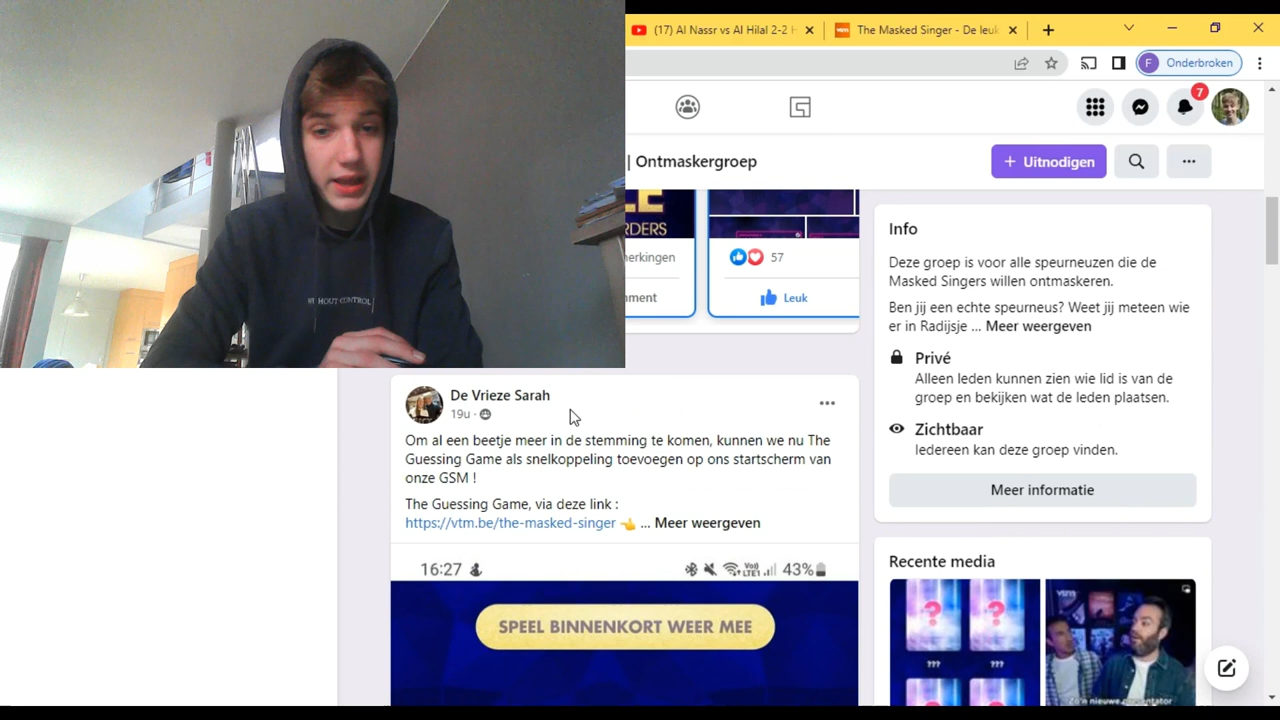 (17) Al Nassr vs Al Hilal 2-2 H
The Masked Singer - De leuk
F Onderbroken
7
| Ontmaskergroep
+ Uitnodigen
RDERS
57
Leuk
Info
Deze groep is voor alle speurneuzen die de
Masked Singers willen ontmaskeren.
Ben jij een echte speurneus? Weet jij meteen wie
er in Radijsje ... Meer weergeven
Privé
Alleen leden kunnen zien wie lid is van de
groep en bekijken wat de leden plaatsen.
Zichtbaar
Iedereen kan deze groep vinden.
Meer informatie
De Vrieze Sarah
19u ·
Om al een beetje meer in de stemming te komen, kunnen we nu The
Guessing Game als snelkoppeling toevoegen op ons startscherm van
onze GSM !
The Guessing Game, via deze link :
https://vtm.be/the-masked-singer 👈 ... Meer weergeven
16:27
43%
SPEEL BINNENKORT WEER MEE
Recente media
? ?
??? ???
Zo'n nieuwe presentator